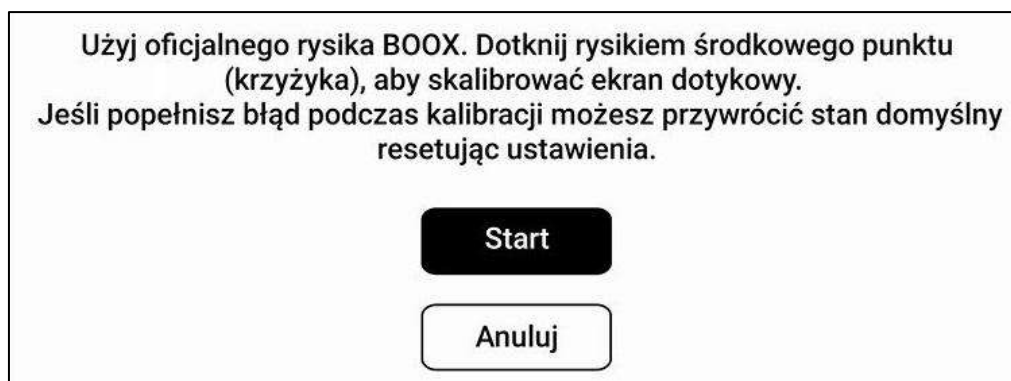 Użyj oficjalnego rysika BOOX. Dotknij rysikiem środkowego punktu
(krzyżyka), aby skalibrować ekran dotykowy.
Jeśli popełnisz błąd podczas kalibracji możesz przywrócić stan domyślny
resetując ustawienia.
Start
Anuluj